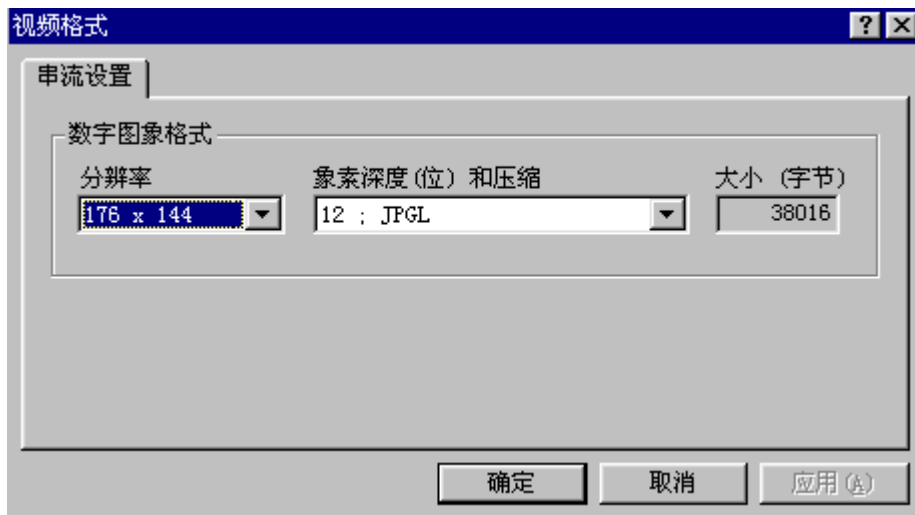 视频格式
串流设置
数字图象格式
分辨率 象素深度(位) 和压缩 大小 (字节)
176 x 144 12 ; JPGL 38016
确定 取消 应用(A)